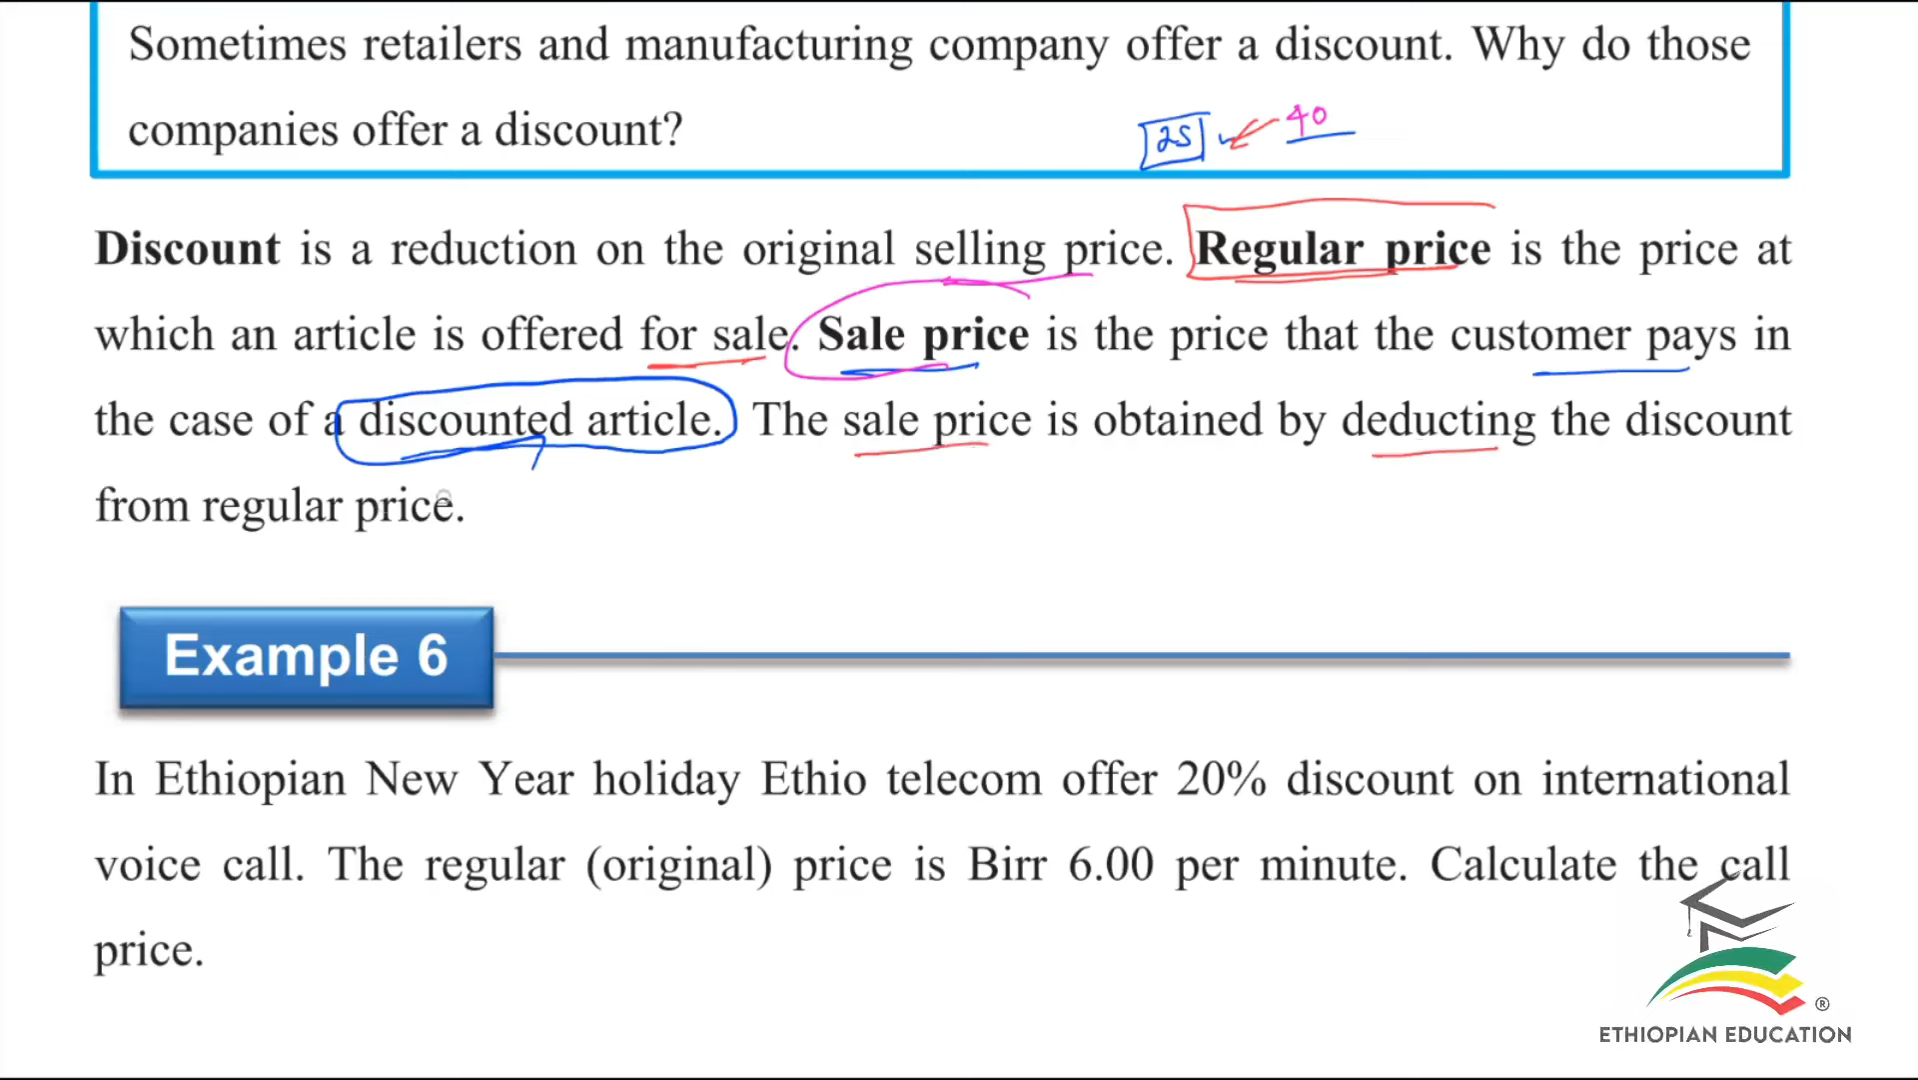 Sometimes retailers and manufacturing company offer a discount. Why do those
companies offer a discount?
25 40
Discount is a reduction on the original selling price. Regular price is the price at
which an article is offered for sale. Sale price is the price that the customer pays in
the case of a discounted article. The sale price is obtained by deducting the discount
from regular price.
Example 6
In Ethiopian New Year holiday Ethio telecom offer 20% discount on international
voice call. The regular (original) price is Birr 6.00 per minute. Calculate the call
price.
®
ETHIOPIAN EDUCATION